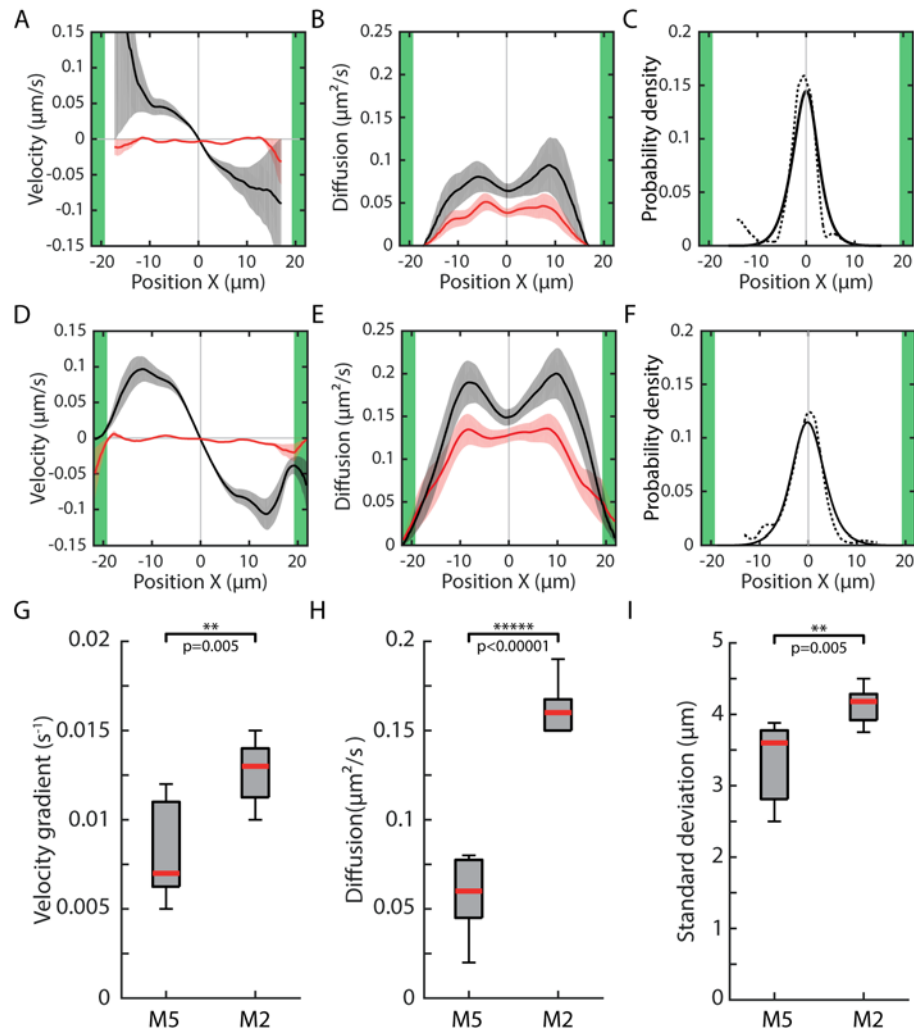 A
B
C
0.15
0.1
0.05
0
-0.05
-0.1
-0.15
Velocity (µm/s)
-20 -10 0 10 20
Position X (µm)
0.25
0.2
0.15
0.1
0.05
0
Diffusion (µm²/s)
-20 -10 0 10 20
Position X (µm)
0.2
0.15
0.1
0.05
0
Probability density
-20 -10 0 10 20
Position X (µm)
D
E
F
0.15
0.1
0.05
0
-0.05
-0.1
-0.15
Velocity (µm/s)
-20 -10 0 10 20
Position X (µm)
0.25
0.2
0.15
0.1
0.05
0
Diffusion (µm²/s)
-20 -10 0 10 20
Position X (µm)
0.2
0.15
0.1
0.05
0
Probability density
-20 -10 0 10 20
Position X (µm)
G
H
I
0.02
0.015
0.01
0.005
0
Velocity gradient (s⁻¹)
**
p=0.005
M5 M2
0.2
0.15
0.1
0.05
0
Diffusion(µm²/s )
*****
p<0.00001
M5 M2
5
4
3
2
1
0
Standard deviation (µm)
**
p=0.005
M5 M2